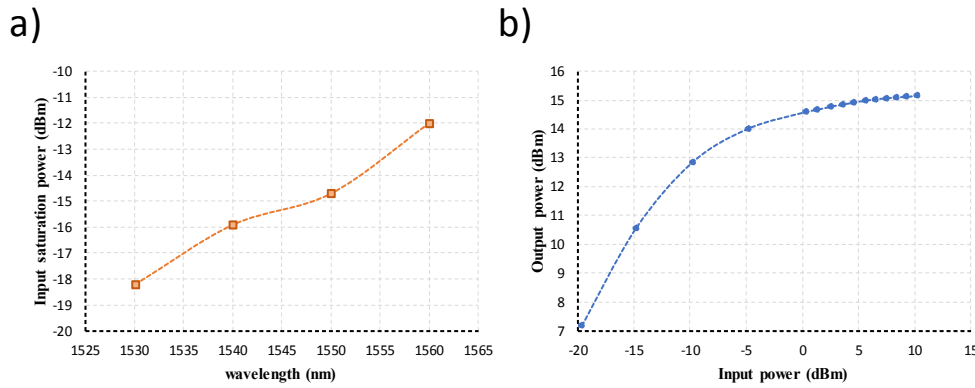 a)
Input saturation power (dBm)
-10
-11
-12
-13
-14
-15
-16
-17
-18
-19
-20
1525 1530 1535 1540 1545 1550 1555 1560 1565
wavelength (nm)
b)
Output power (dBm)
16
15
14
13
12
11
10
9
8
7
-20 -15 -10 -5 0 5 10 15
Input power (dBm)